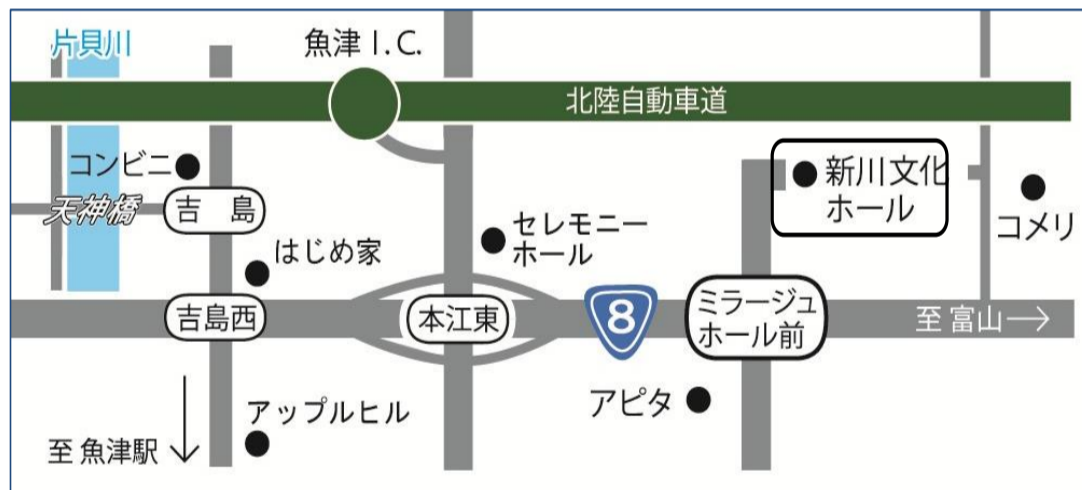 片貝川
魚津 I.C.
北陸自動車道
コンビニ
新川文化
ホール
天神橋
吉 島
コメリ
セレモニー
ホール
はじめ家
吉島西
本江東
8
ミラージュ
ホール前
至 富山→
アピタ
アップルヒル
至 魚津駅